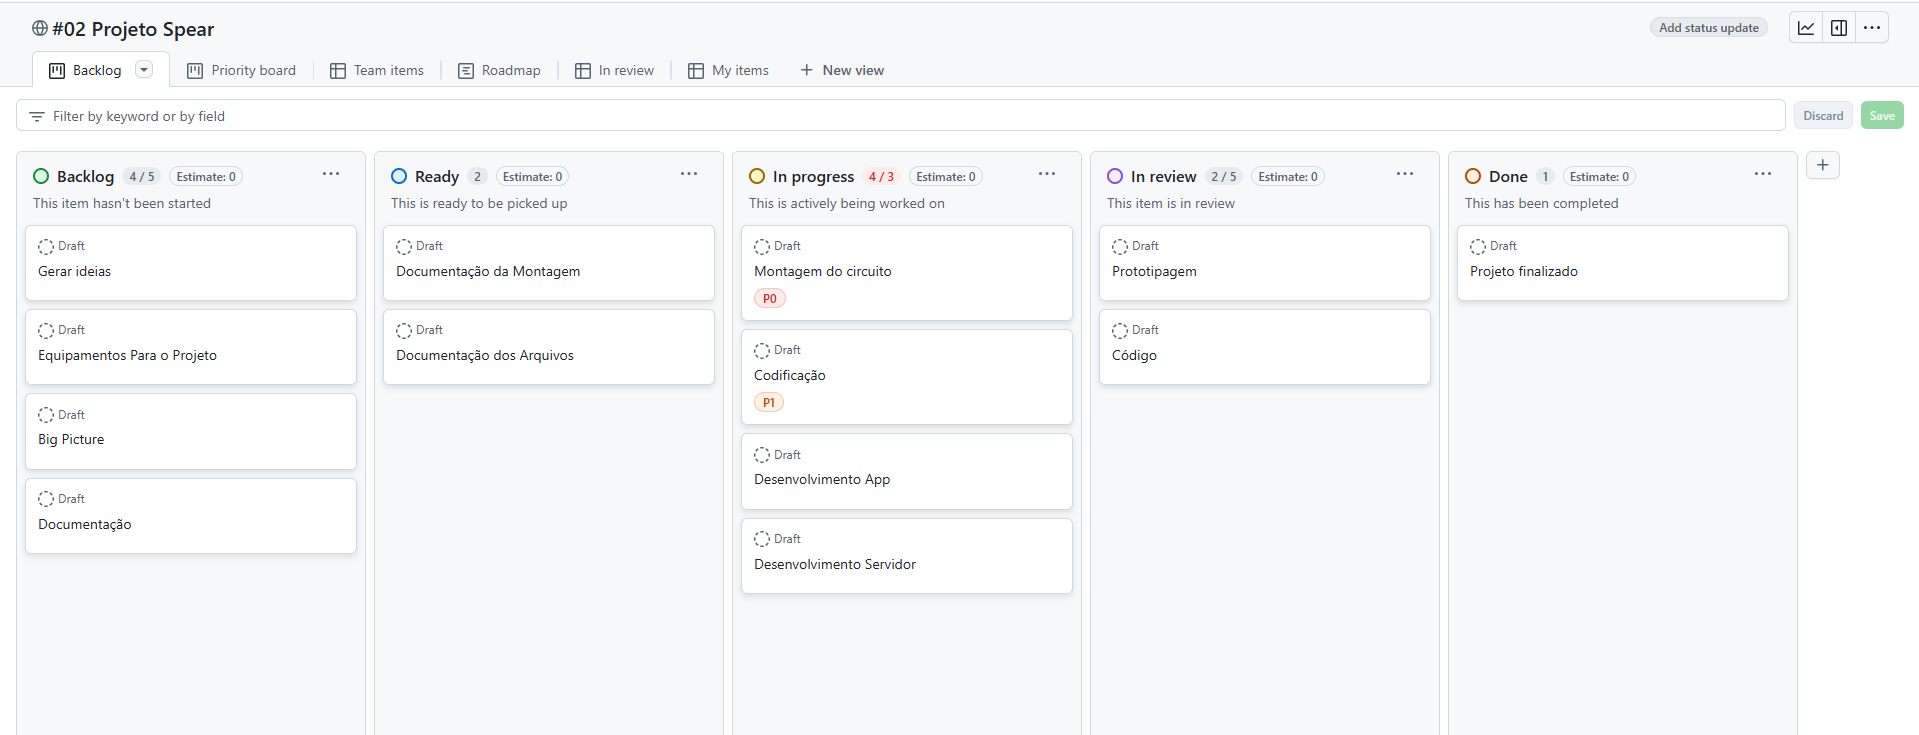 #02 Projeto Spear
Add status update
Backlog
Priority board
Team items
Roadmap
In review
My items
New view
Filter by keyword or by field
Discard
Save
Backlog 4 / 5 Estimate: 0
This item hasn't been started
Draft
Gerar ideias
Draft
Equipamentos Para o Projeto
Draft
Big Picture
Draft
Documentação
Ready 2 Estimate: 0
This is ready to be picked up
Draft
Documentação da Montagem
Draft
Documentação dos Arquivos
In progress 4 / 3 Estimate: 0
This is actively being worked on
Draft
Montagem do circuito
P0
Draft
Codificação
P1
Draft
Desenvolvimento App
Draft
Desenvolvimento Servidor
In review 2 / 5 Estimate: 0
This item is in review
Draft
Prototipagem
Draft
Código
Done 1 Estimate: 0
This has been completed
Draft
Projeto finalizado